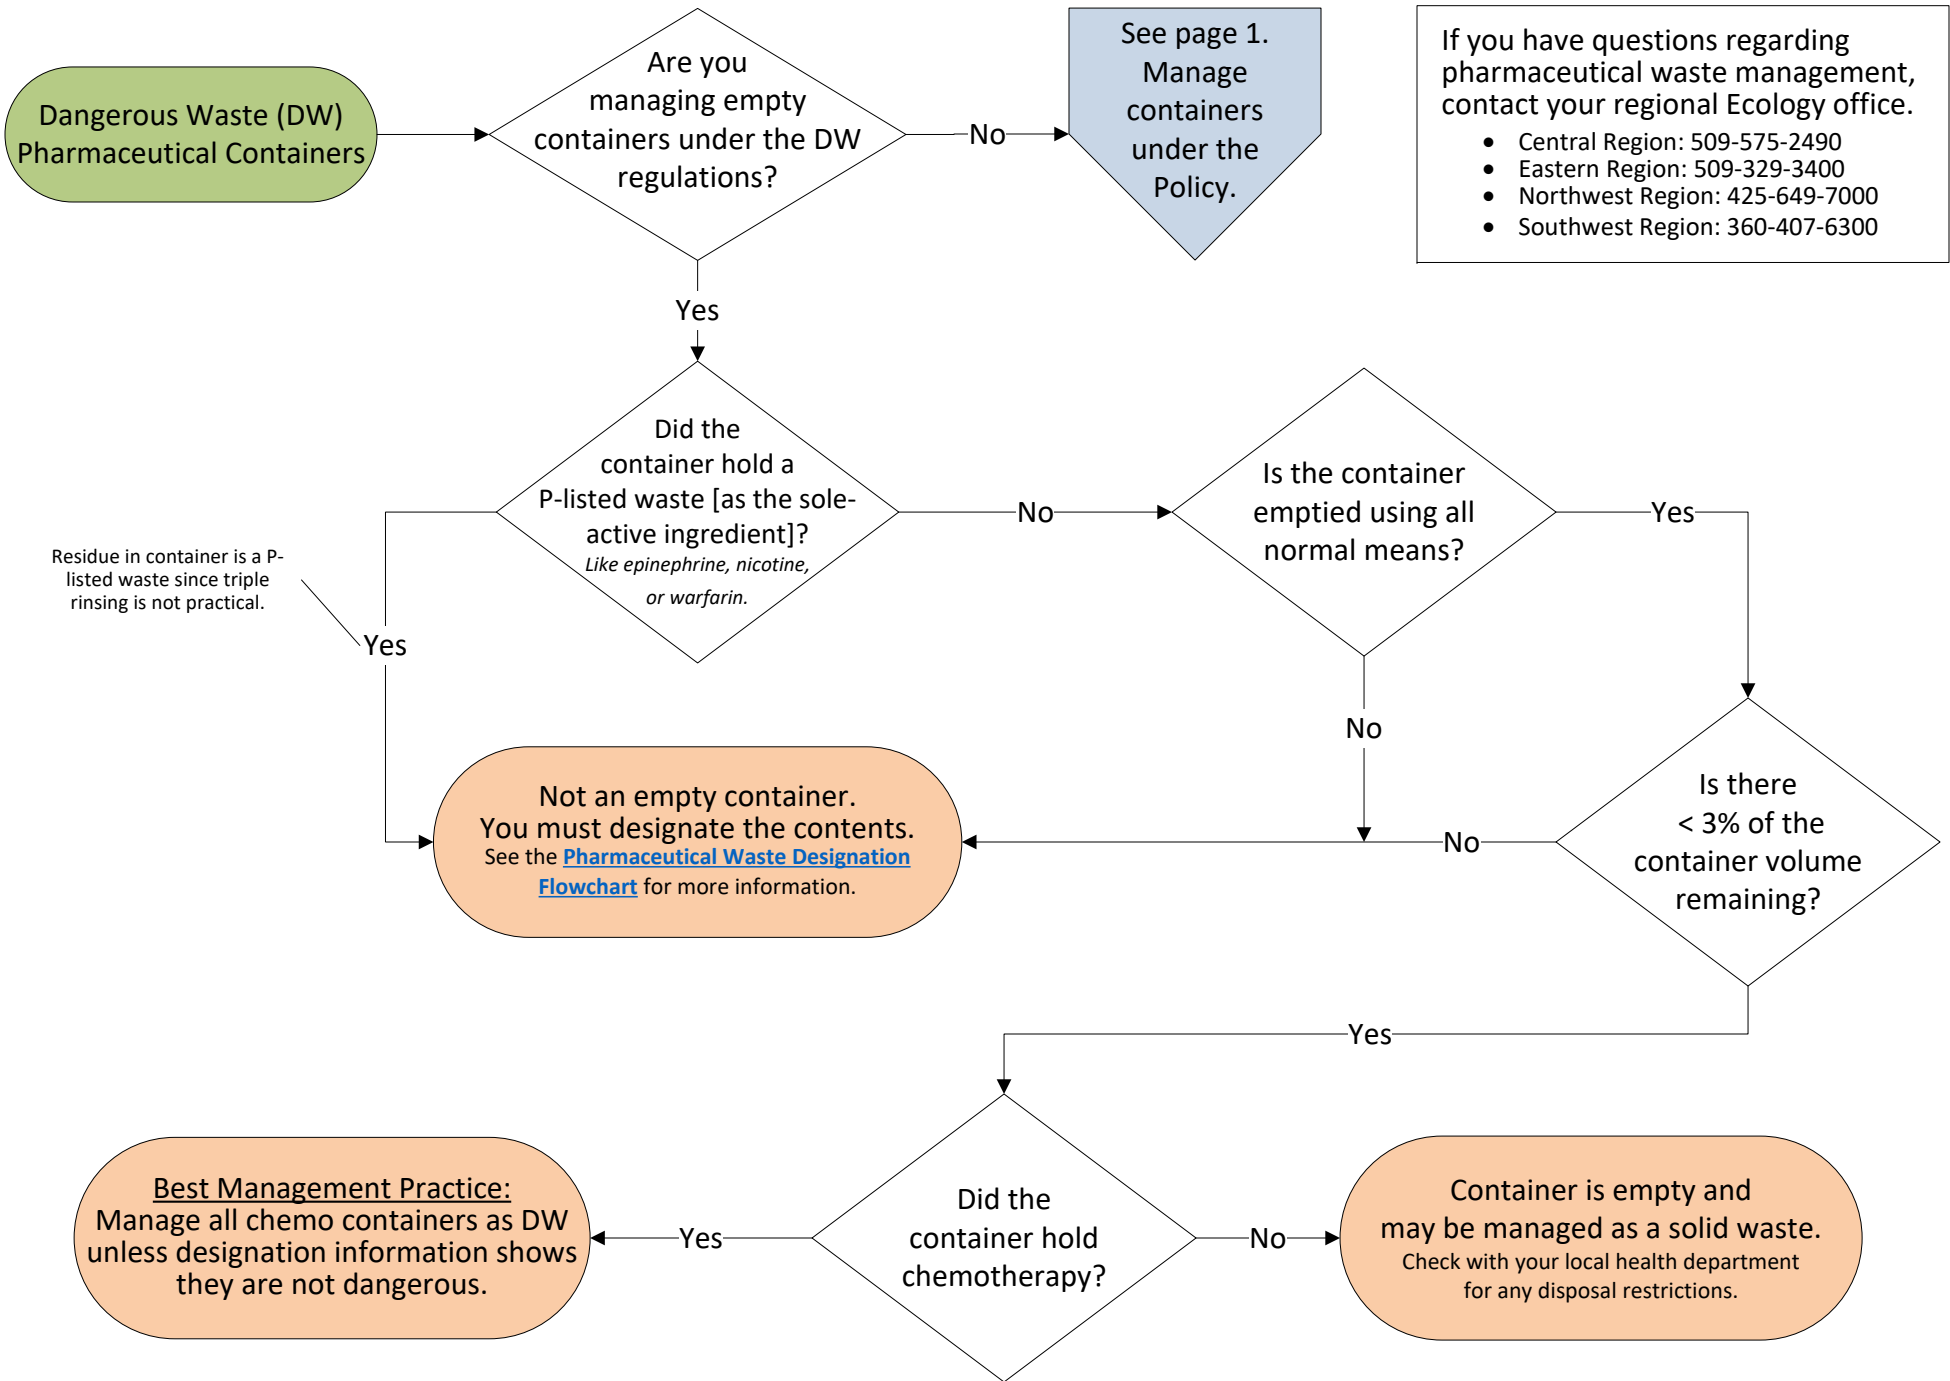 Dangerous Waste (DW)
Pharmaceutical Containers
Are you
managing empty
containers under the DW
regulations?
No
See page 1.
Manage
containers
under the
Policy.
If you have questions regarding
pharmaceutical waste management,
contact your regional Ecology office.
• Central Region: 509-575-2490
• Eastern Region: 509-329-3400
• Northwest Region: 425-649-7000
• Southwest Region: 360-407-6300
Yes
Did the
container hold a
P-listed waste [as the sole-
active ingredient]?
Like epinephrine, nicotine,
or warfarin.
No
Is the container
emptied using all
normal means?
Yes
Residue in container is a P-
listed waste since triple
rinsing is not practical.
Yes
No
Not an empty container.
You must designate the contents.
See the Pharmaceutical Waste Designation
Flowchart for more information.
No
Is there
< 3% of the
container volume
remaining?
Yes
Best Management Practice:
Manage all chemo containers as DW
unless designation information shows
they are not dangerous.
Yes
Did the
container hold
chemotherapy?
No
Container is empty and
may be managed as a solid waste.
Check with your local health department
for any disposal restrictions.